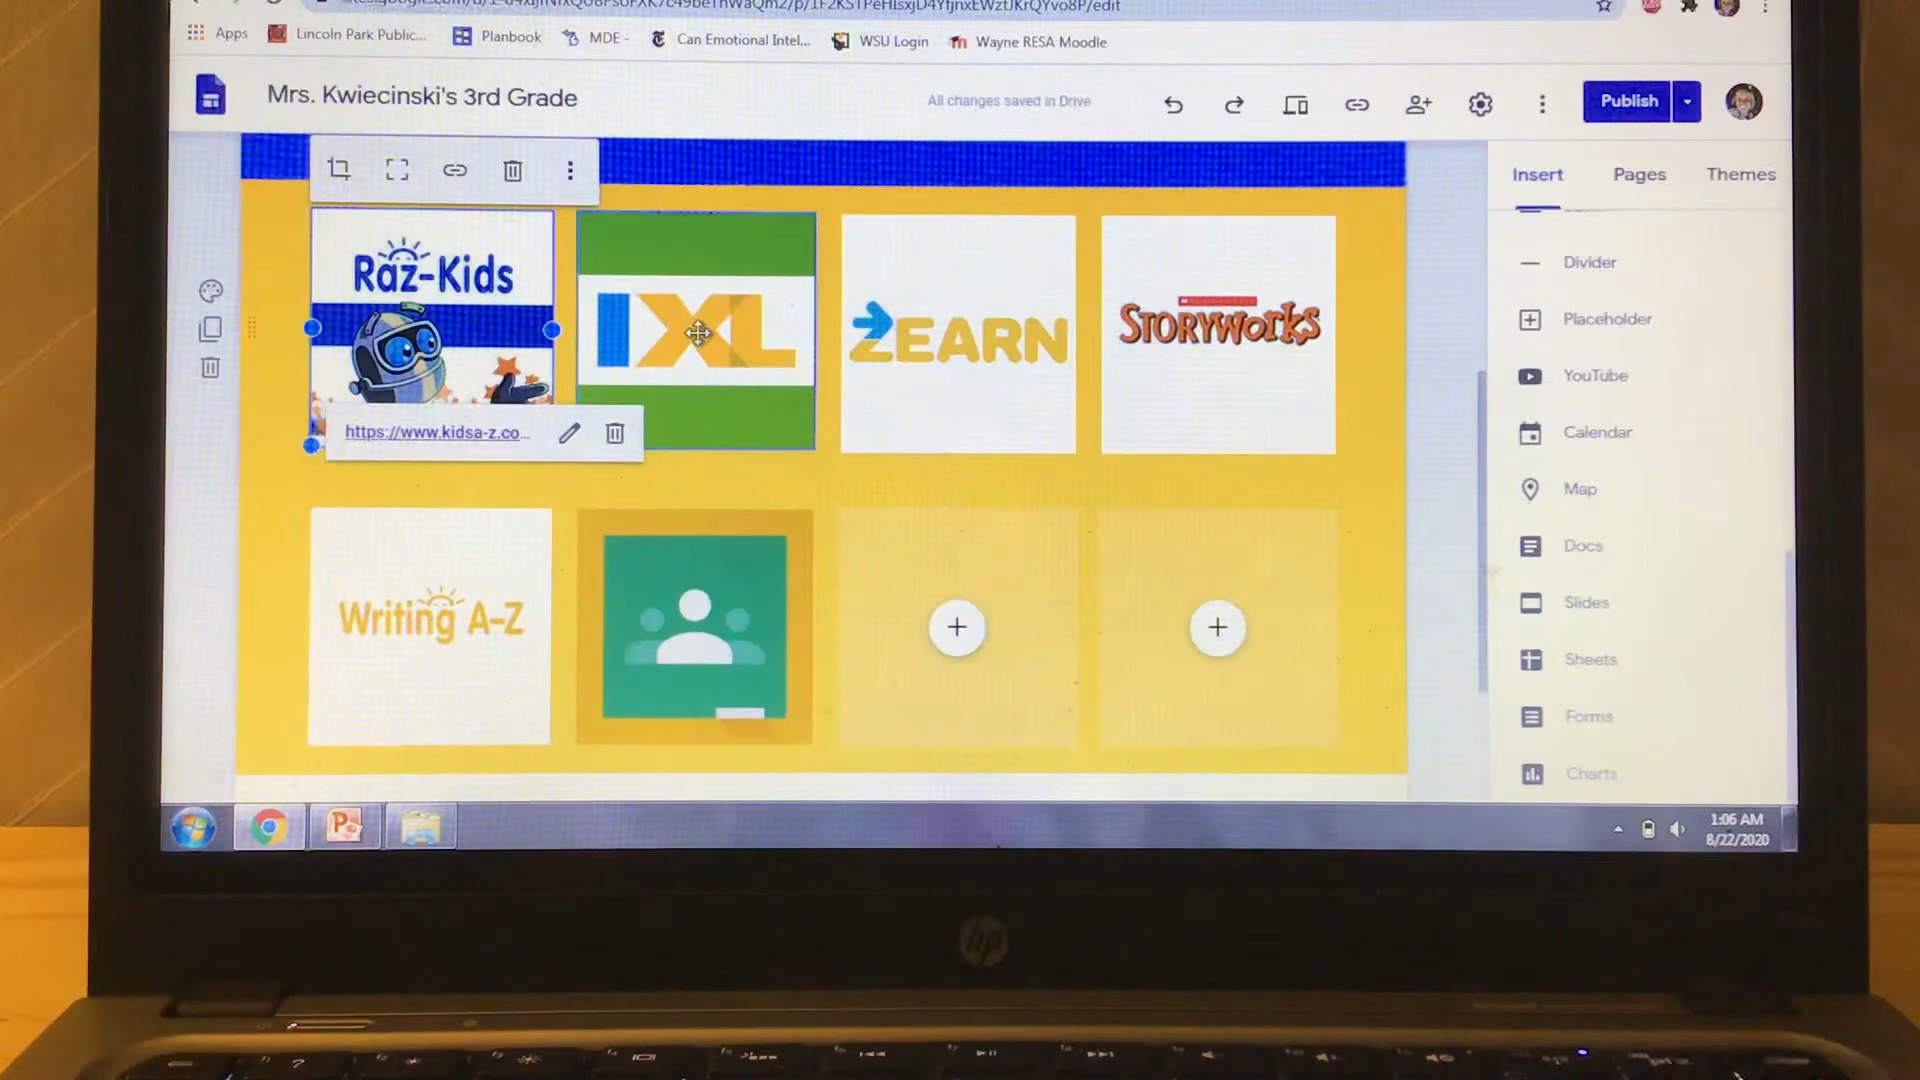 Apps Lincoln Park Public... Planbook MDE - Can Emotional Intel... WSU Login Wayne RESA Moodle
Mrs. Kwiecinski's 3rd Grade All changes saved in Drive Publish
Insert Pages Themes
Raz-Kids
IXL
ZEARN
STORYWORKS
https://www.kidsa-z.co...
Writing A-Z
Divider
Placeholder
YouTube
Calendar
Map
Docs
Slides
Sheets
Forms
Charts
1:06 AM
8/22/2020
hp